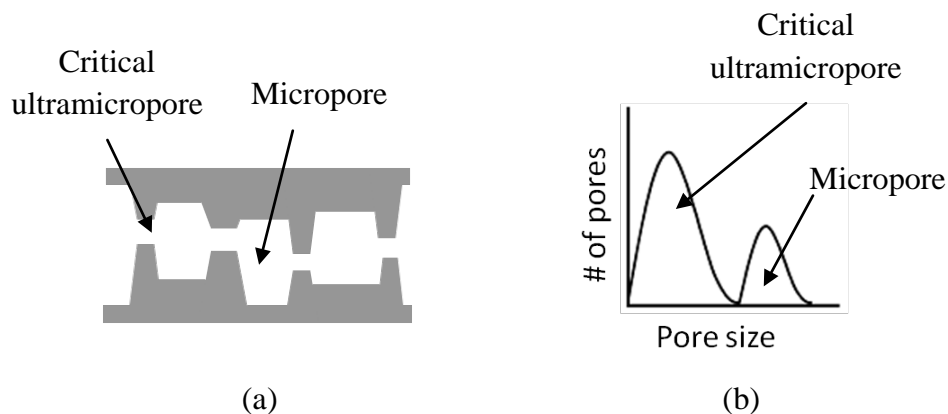 Critical
ultramicropore
Micropore
(a)
Critical
ultramicropore
Micropore
# of pores
Pore size
(b)